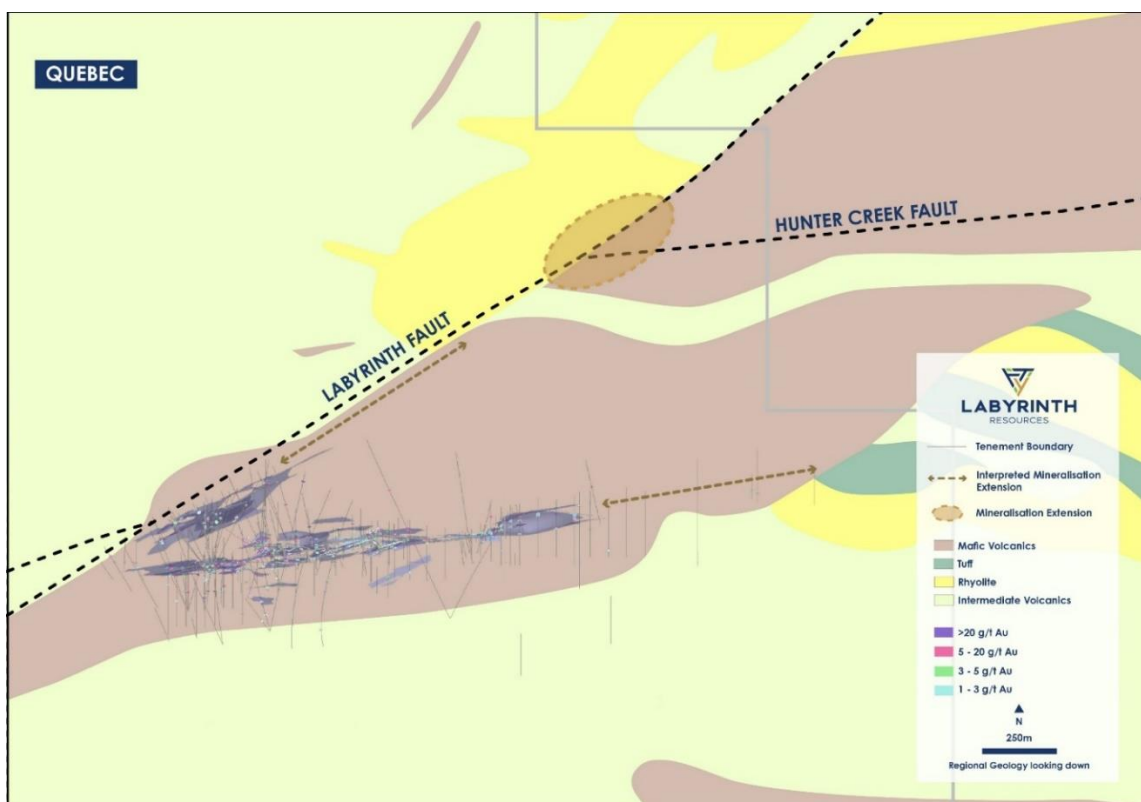 QUEBEC
HUNTER CREEK FAULT
LABYRINTH FAULT
LABYRINTH
RESOURCES
Tenement Boundary
Interpreted Mineralisation
Extension
Mineralisation Extension
Mafic Volcanics
Tuff
Rhyolite
Intermediate Volcanics
>20 g/t Au
5 - 20 g/t Au
3 - 5 g/t Au
1 - 3 g/t Au
N
250m
Regional Geology looking down